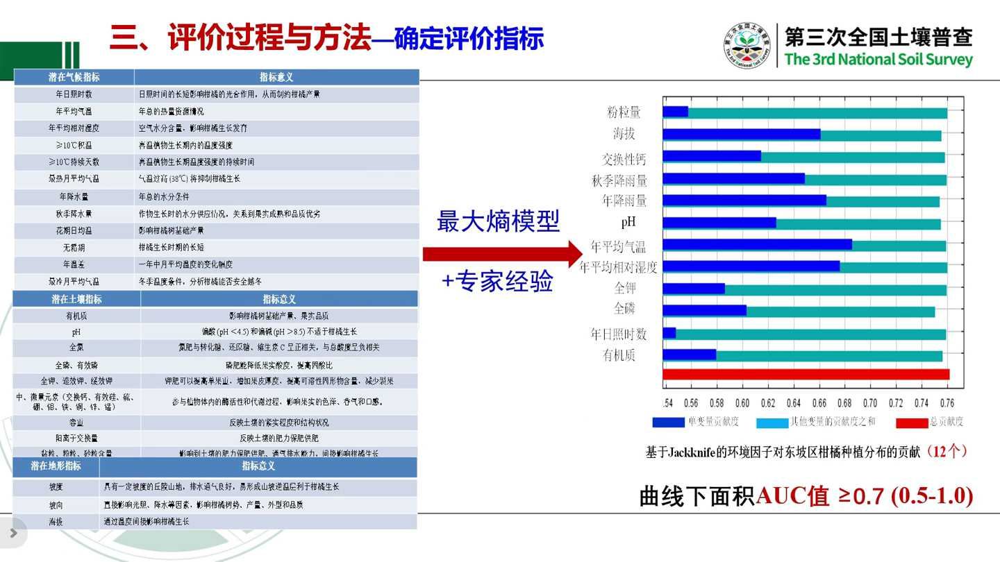 三、评价过程与方法—确定评价指标
第三次全国土壤普查
The 3rd National Soil Survey
潜在气候指标 指标意义
年日照时数 日照时间的长短影响柑橘的光合作用，从而制约柑橘产量
年平均气温 年总的热量资源情况
年平均相对湿度 空气水分含量，影响柑橘生长发育
≥10℃积温 喜温植物生长期内的温度强度
≥10℃持续天数 喜温植物生长期温度强度的持续时间
最热月平均气温 气温过高(38℃)将抑制柑橘生长
年降水量 年总的水分条件
秋季降水量 作物生长时的水分供应情况，关系到果实成熟和品质优劣
花期日均温 影响柑橘树基础产量
无霜期 柑橘生长时期的长短
年温差 一年中月平均温度的变化幅度
最冷月平均气温 冬季温度条件，分析柑橘能否安全越冬
潜在土壤指标 指标意义
有机质 影响柑橘树基础产量、果实品质
pH 偏酸(pH＜4.5)和偏碱(pH＞8.5)不适于柑橘生长
全氮 氮肥与转化糖、还原糖、维生素C呈正相关，与总酸度呈负相关
全磷、有效磷 磷肥能降低果实酸度，提高固酸比
全钾、速效钾、缓效钾 钾肥可以提高单果重，增加果皮厚度，提高可溶性固形物含量，减少裂果
中、微量元素（交换钙、有效硅、硫、
硼、钼、铁、铜、锌、锰） 参与植物体内的酶活性和代谢过程，影响果实的色泽、香气和口感。
容重 反映土壤的紧实程度和结构状况
阳离子交换量 反映土壤的肥力保肥供肥
黏粒、粉粒、砂粒含量 影响到土壤的肥力保肥供肥、通气排水能力，间接影响柑橘生长
潜在地形指标 指标意义
坡度 具有一定坡度的丘陵山地，排水通气良好，易形成山坡逆温层利于柑橘生长
坡向 直接影响光照、降水等因素，影响柑橘树势、产量、外型和品质
海拔 通过温度间接影响柑橘生长
最大熵模型
+专家经验
粉粒量
海拔
交换性钙
秋季降雨量
年降雨量
pH
年平均气温
年平均相对湿度
全钾
全磷
年日照时数
有机质
.54 0.56 0.58 0.60 0.62 0.64 0.66 0.68 0.70 0.72 0.74 0.76
单变量贡献度 其他变量的贡献度之和 总贡献度
基于Jackknife的环境因子对东坡区柑橘种植分布的贡献（12个）
曲线下面积AUC值 ≥0.7 (0.5-1.0)